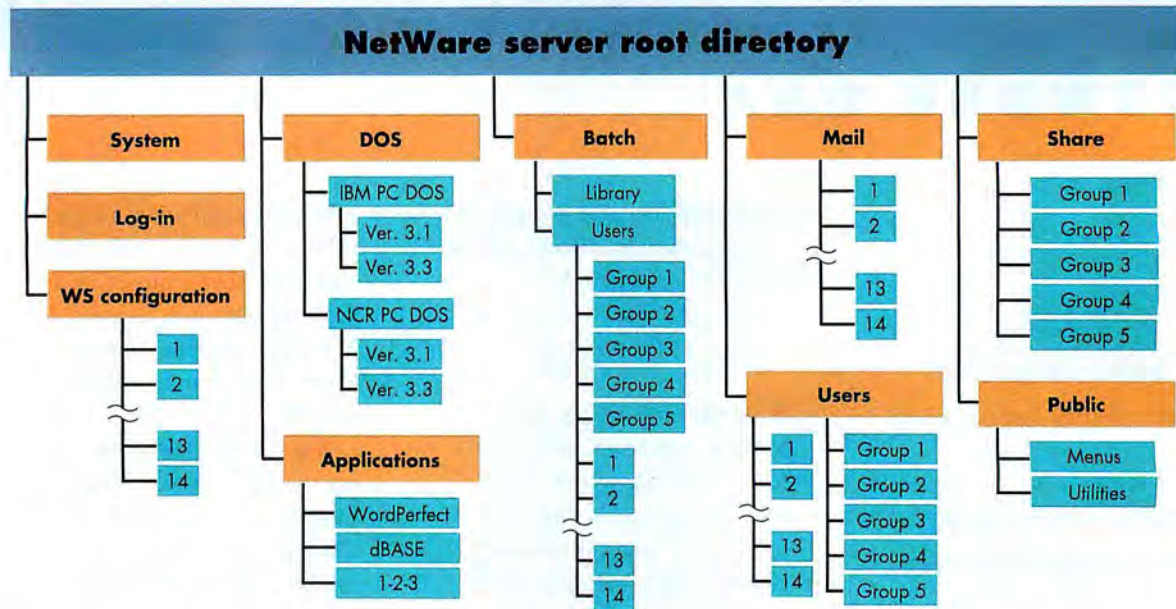 NetWare server root directory
System
Log-in
WS configuration
1
2
13
14
DOS
IBM PC DOS
Ver. 3.1
Ver. 3.3
NCR PC DOS
Ver. 3.1
Ver. 3.3
Applications
WordPerfect
dBASE
1-2-3
Batch
Library
Users
Group 1
Group 2
Group 3
Group 4
Group 5
1
2
13
14
Mail
1
2
13
14
Users
1
2
13
14
Group 1
Group 2
Group 3
Group 4
Group 5
Share
Group 1
Group 2
Group 3
Group 4
Group 5
Public
Menus
Utilities